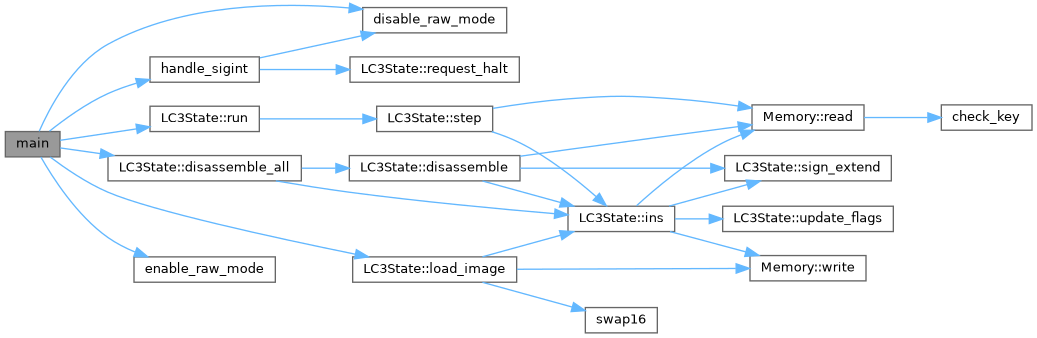 main
disable_raw_mode
handle_sigint
LC3State::request_halt
LC3State::run
LC3State::step
Memory::read
check_key
LC3State::disassemble_all
LC3State::disassemble
LC3State::sign_extend
LC3State::ins
LC3State::update_flags
enable_raw_mode
LC3State::load_image
Memory::write
swap16